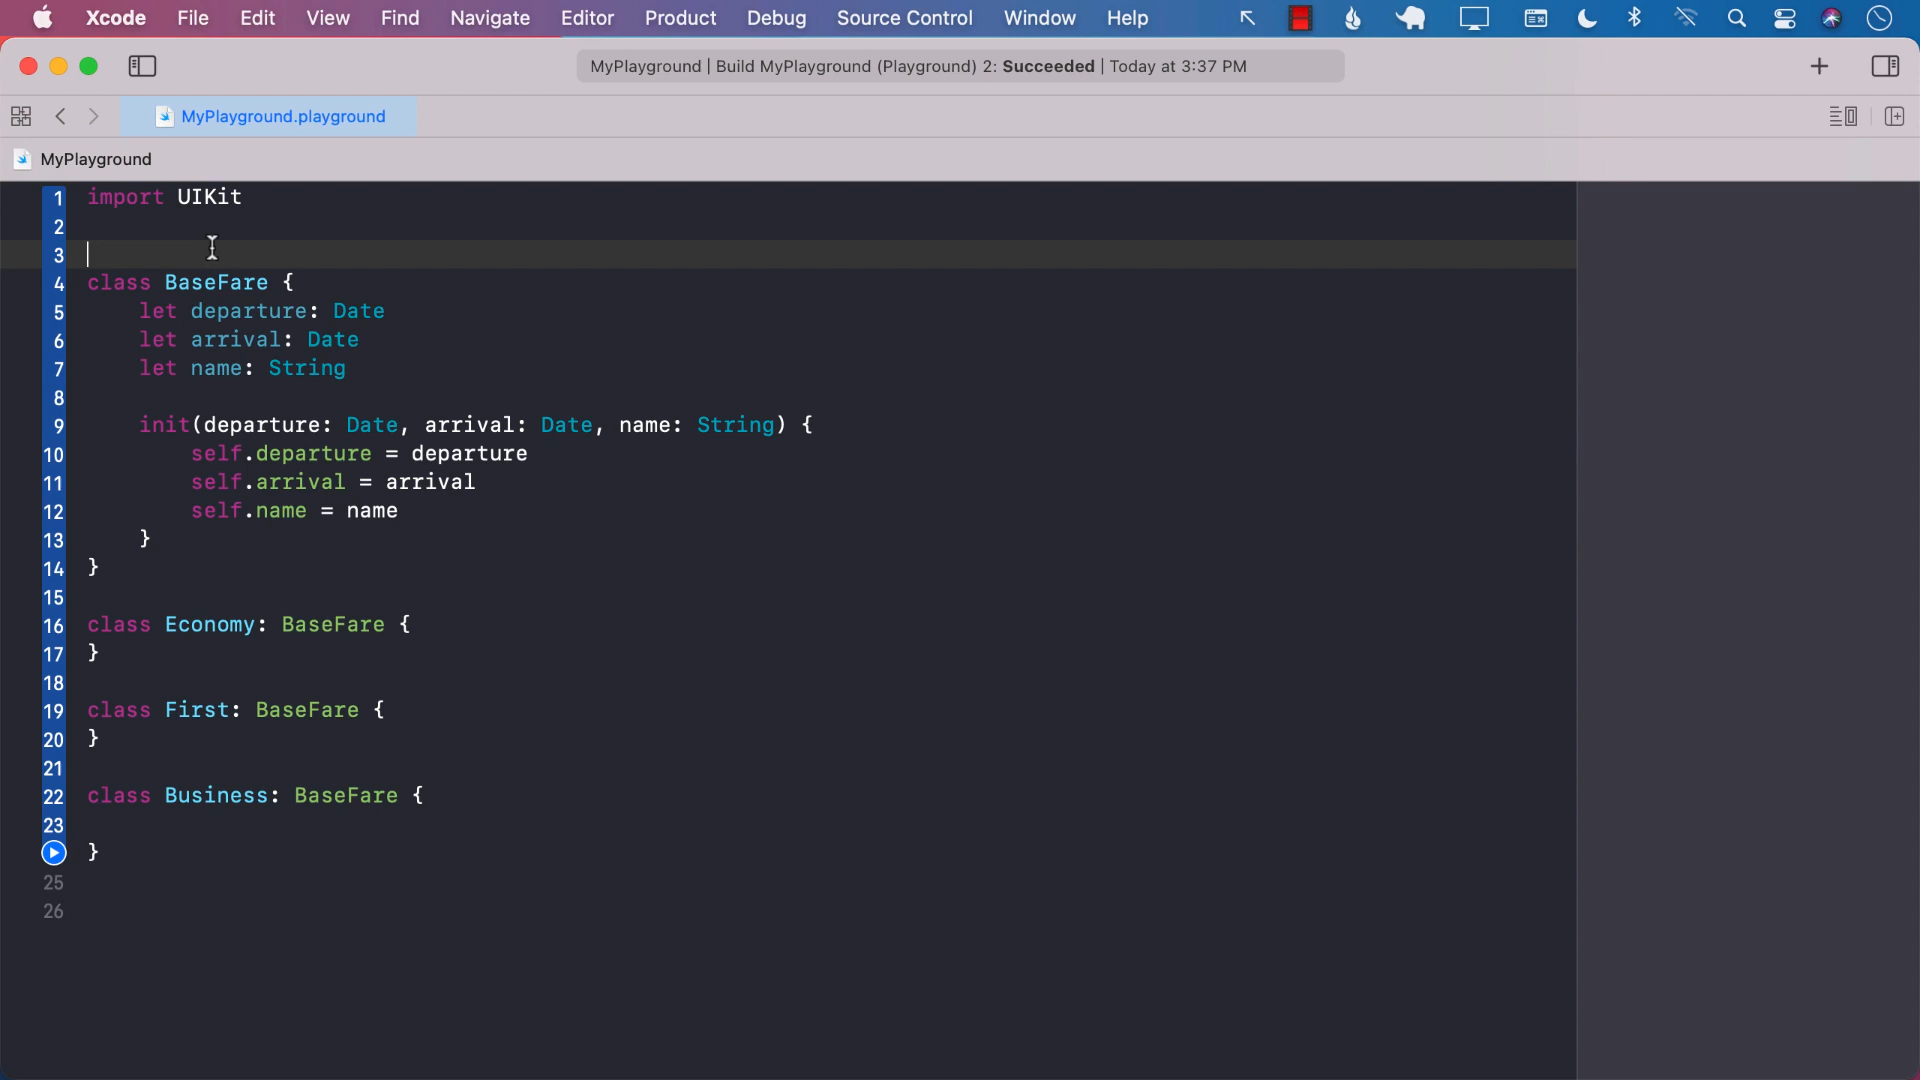 Xcode File Edit View Find Navigate Editor Product Debug Source Control Window Help
MyPlayground | Build MyPlayground (Playground) 2: Succeeded | Today at 3:37 PM
MyPlayground.playground
MyPlayground
1 import UIKit
2
3
4 class BaseFare {
5 let departure: Date
6 let arrival: Date
7 let name: String
8
9 init(departure: Date, arrival: Date, name: String) {
10 self.departure = departure
11 self.arrival = arrival
12 self.name = name
13 }
14 }
15
16 class Economy: BaseFare {
17 }
18
19 class First: BaseFare {
20 }
21
22 class Business: BaseFare {
23
}
25
26